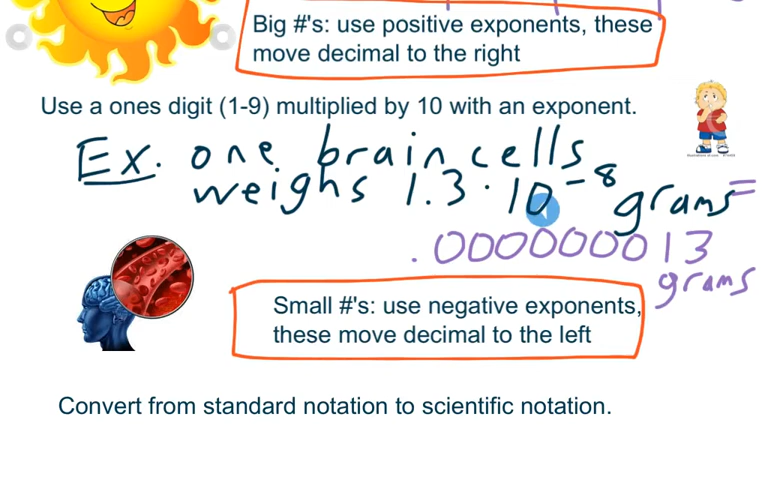 Big #'s: use positive exponents, these
move decimal to the right
Use a ones digit (1-9) multiplied by 10 with an exponent.
Ex. one brain cells
weighs 1.3 · 10⁻⁸ grams =
.000000013
grams
Small #'s: use negative exponents,
these move decimal to the left
Convert from standard notation to scientific notation.